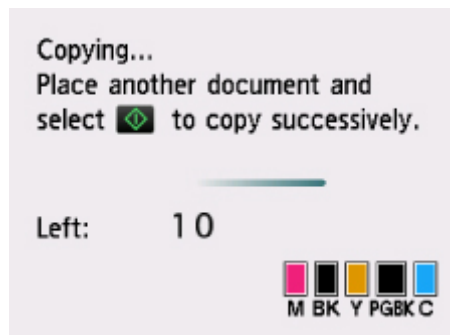 Copying...
Place another document and
select to copy successively.
Left: 10
M BK Y PGBK C